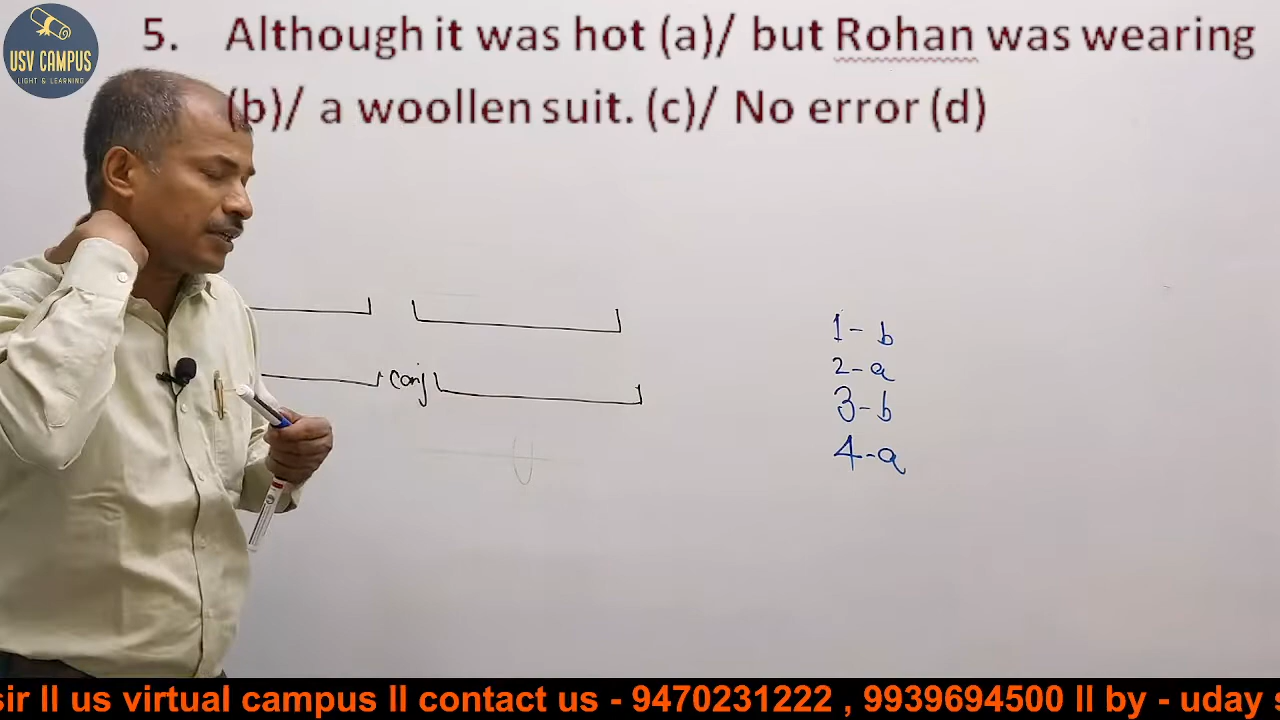 5. Although it was hot (a)/ but Rohan was wearing
(b)/ a woollen suit. (c)/ No error (d)
USV CAMPUS
LIGHT & LEARNING
conj
1- b
2- a
3- b
4- a
sir ll us virtual campus ll contact us - 9470231222 , 9939694500 ll by - uday s